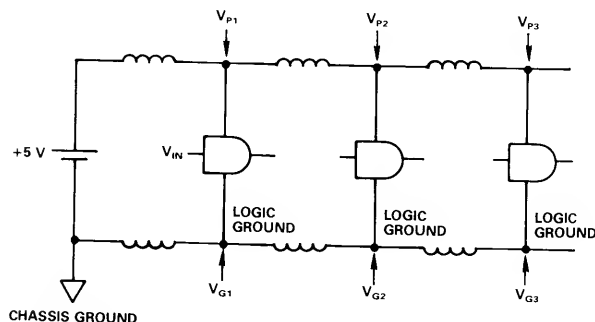 V_P1
V_P2
V_P3
+5 V
V_IN
LOGIC
GROUND
LOGIC
GROUND
LOGIC
GROUND
V_G1
V_G2
V_G3
CHASSIS GROUND